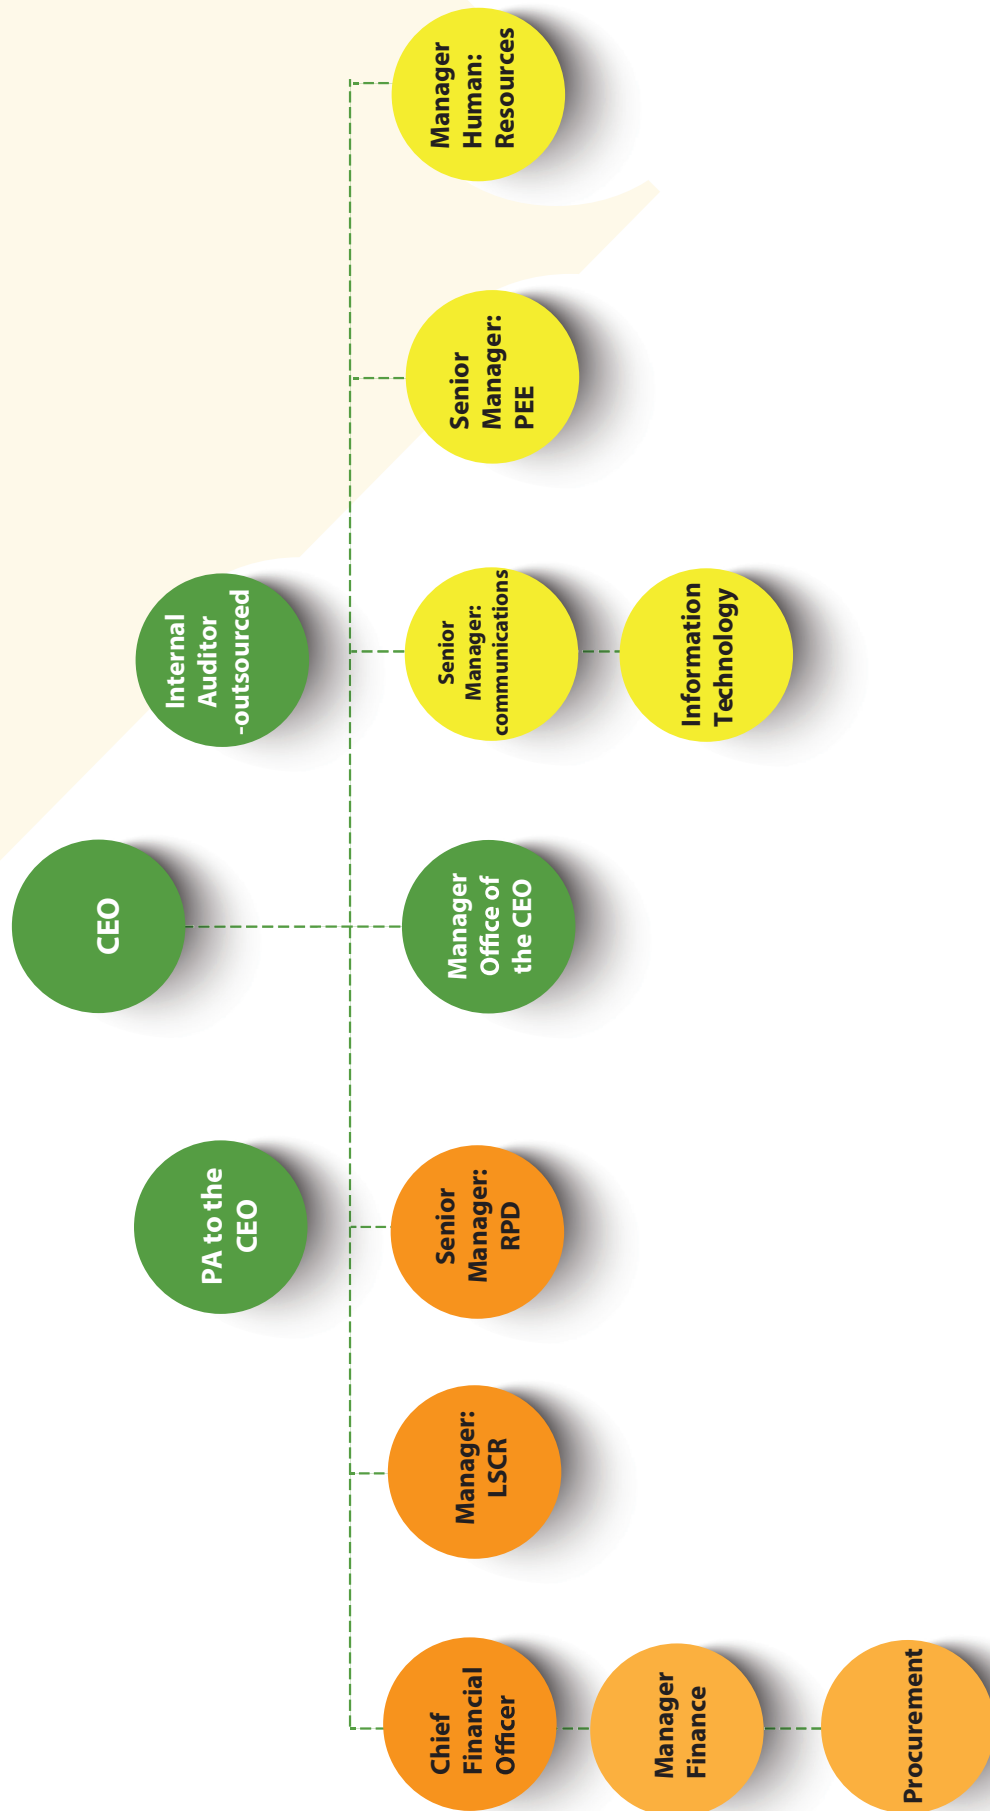 CEO
PA to the
CEO
Internal
Auditor
-outsourced
Chief
Financial
Officer
Manager:
LSCR
Senior
Manager:
RPD
Manager
Office of
the CEO
Senior
Manager:
communications
Senior
Manager:
PEE
Manager
Human:
Resources
Manager
Finance
Information
Technology
Procurement